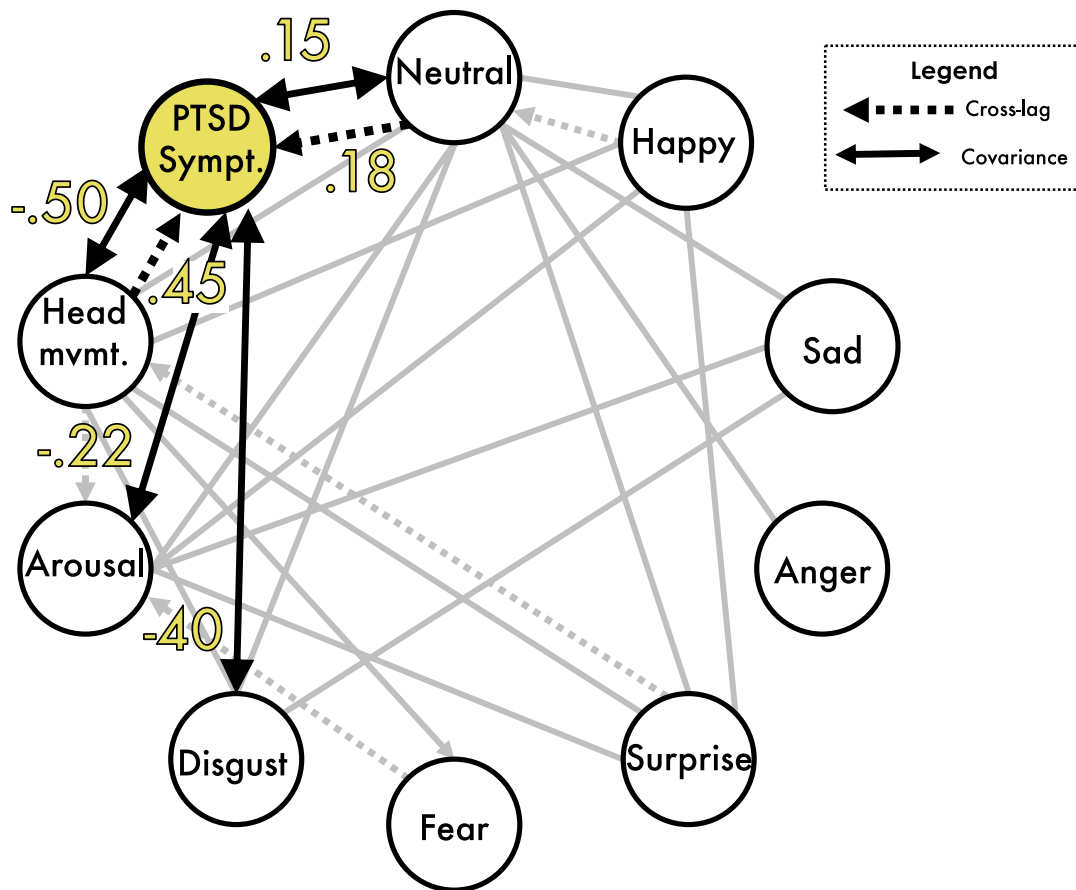 .15
Neutral
Legend
Cross-lag
Covariance
PTSD
Sympt.
Happy
.18
-.50
.45
Head
mvmt.
Sad
-.22
Arousal
Anger
-40
Disgust
Surprise
Fear